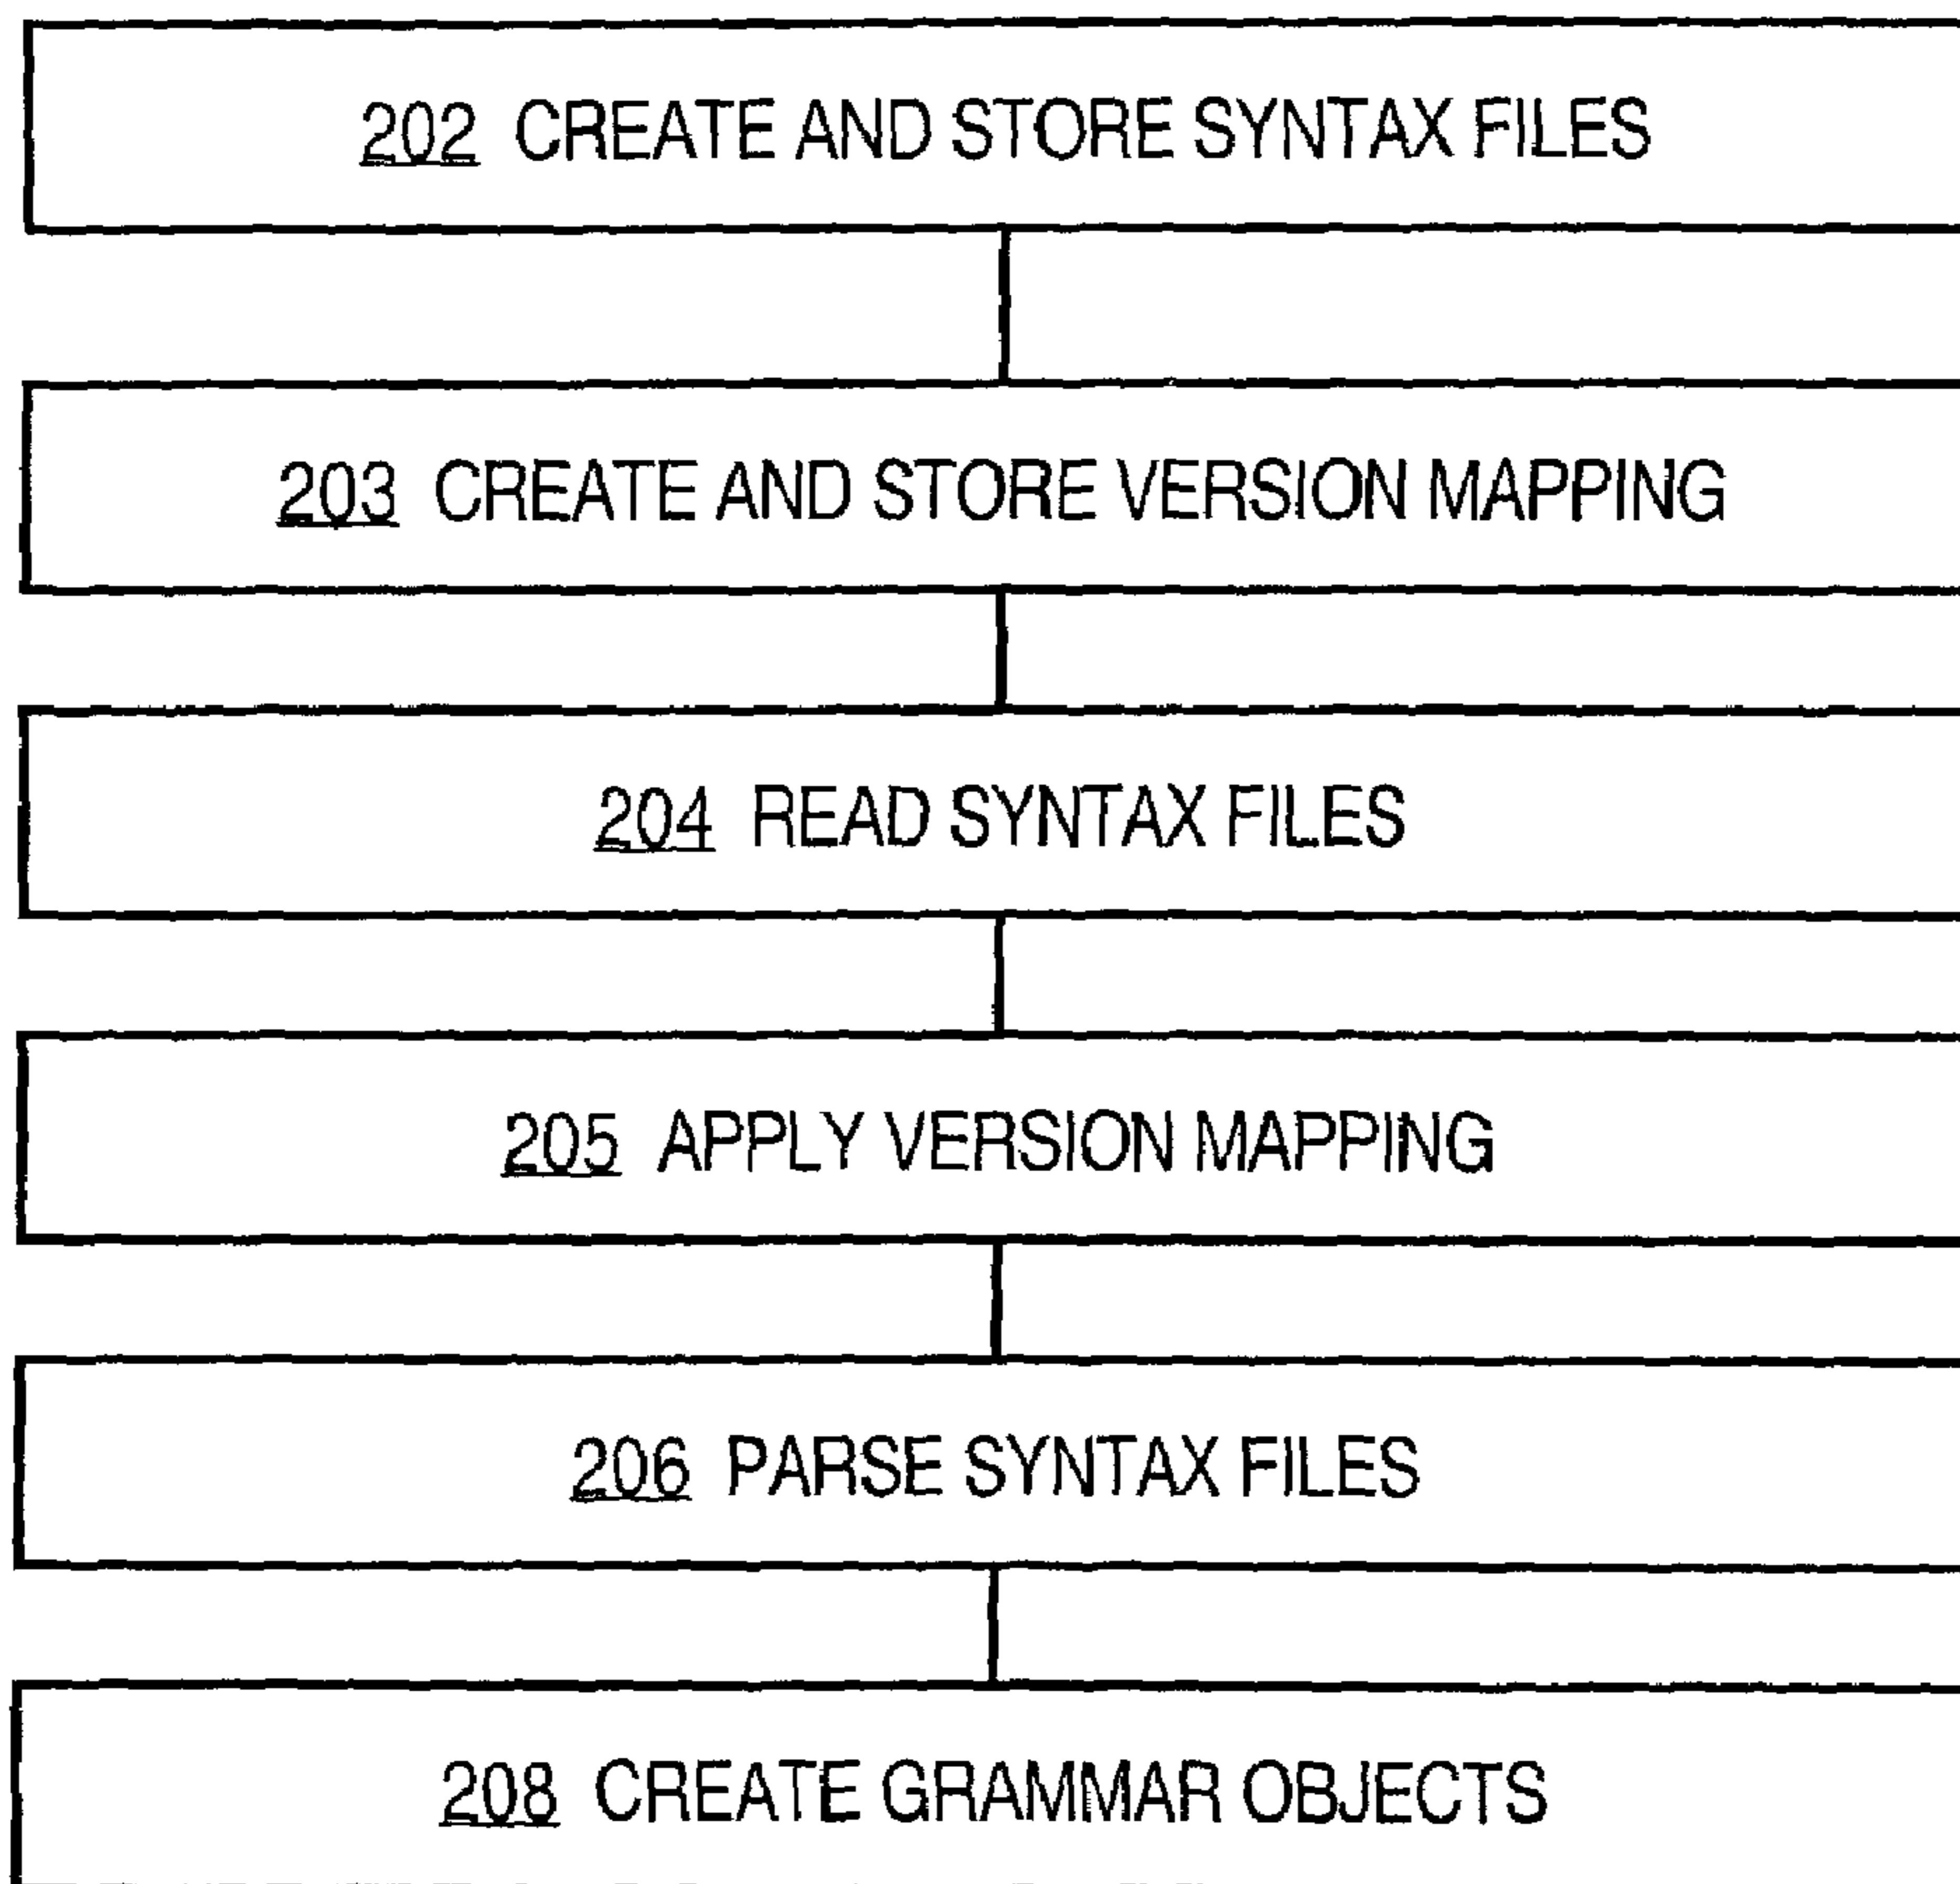 202 CREATE AND STORE SYNTAX FILES
203 CREATE AND STORE VERSION MAPPING
204 READ SYNTAX FILES
205 APPLY VERSION MAPPING
206 PARSE SYNTAX FILES
208 CREATE GRAMMAR OBJECTS